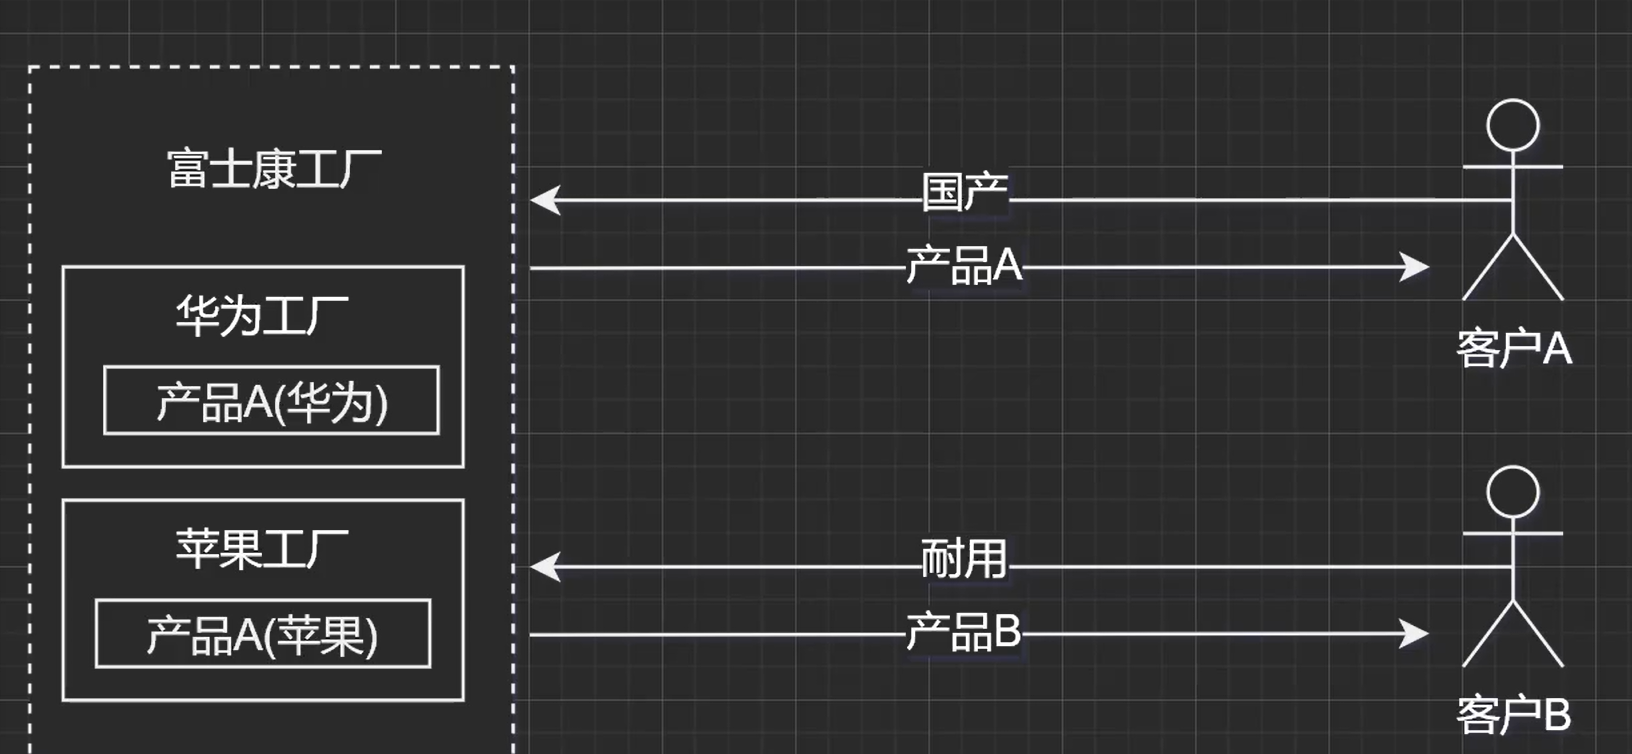 富士康工厂
华为工厂
产品A(华为)
苹果工厂
产品A(苹果)
国产
产品A
客户A
耐用
产品B
客户B